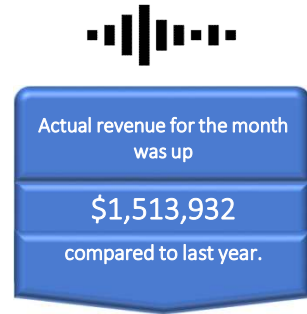 Actual revenue for the month
was up
$1,513,932
compared to last year.